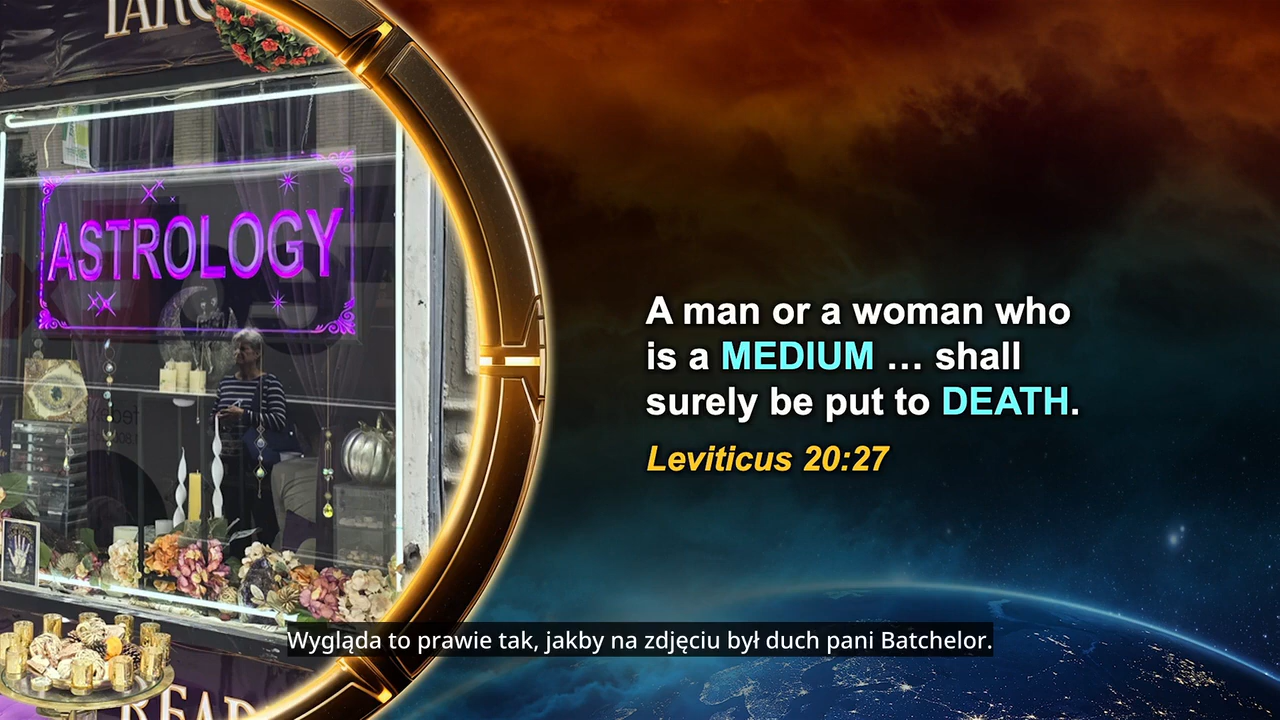 ASTROLOGY
A man or a woman who
is a MEDIUM ... shall
surely be put to DEATH.
Leviticus 20:27
Wygląda to prawie tak, jakby na zdjęciu był duch pani Batchelor.